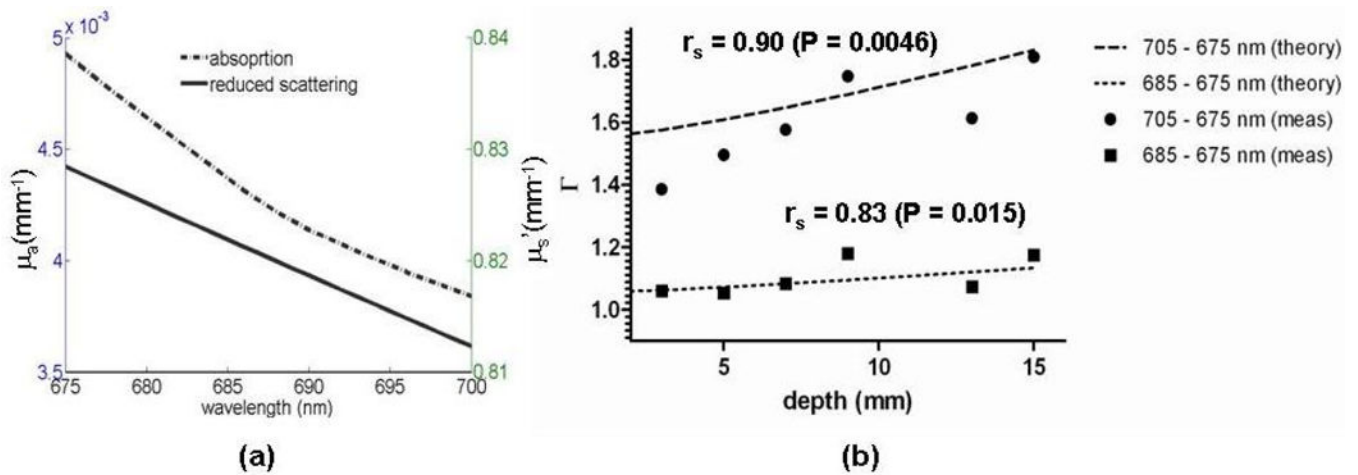 5 x 10⁻³
0.84
absoprtion
reduced scattering
4.5
0.83
μa(mm⁻¹)
μs'(mm⁻¹)
4
0.82
3.5
0.81
675 680 685 690 695 700
wavelength (nm)
(a)
rs = 0.90 (P = 0.0046)
1.8
1.6
Γ
1.4
rs = 0.83 (P = 0.015)
1.2
1.0
5 10 15
depth (mm)
(b)
705 - 675 nm (theory)
685 - 675 nm (theory)
705 - 675 nm (meas)
685 - 675 nm (meas)